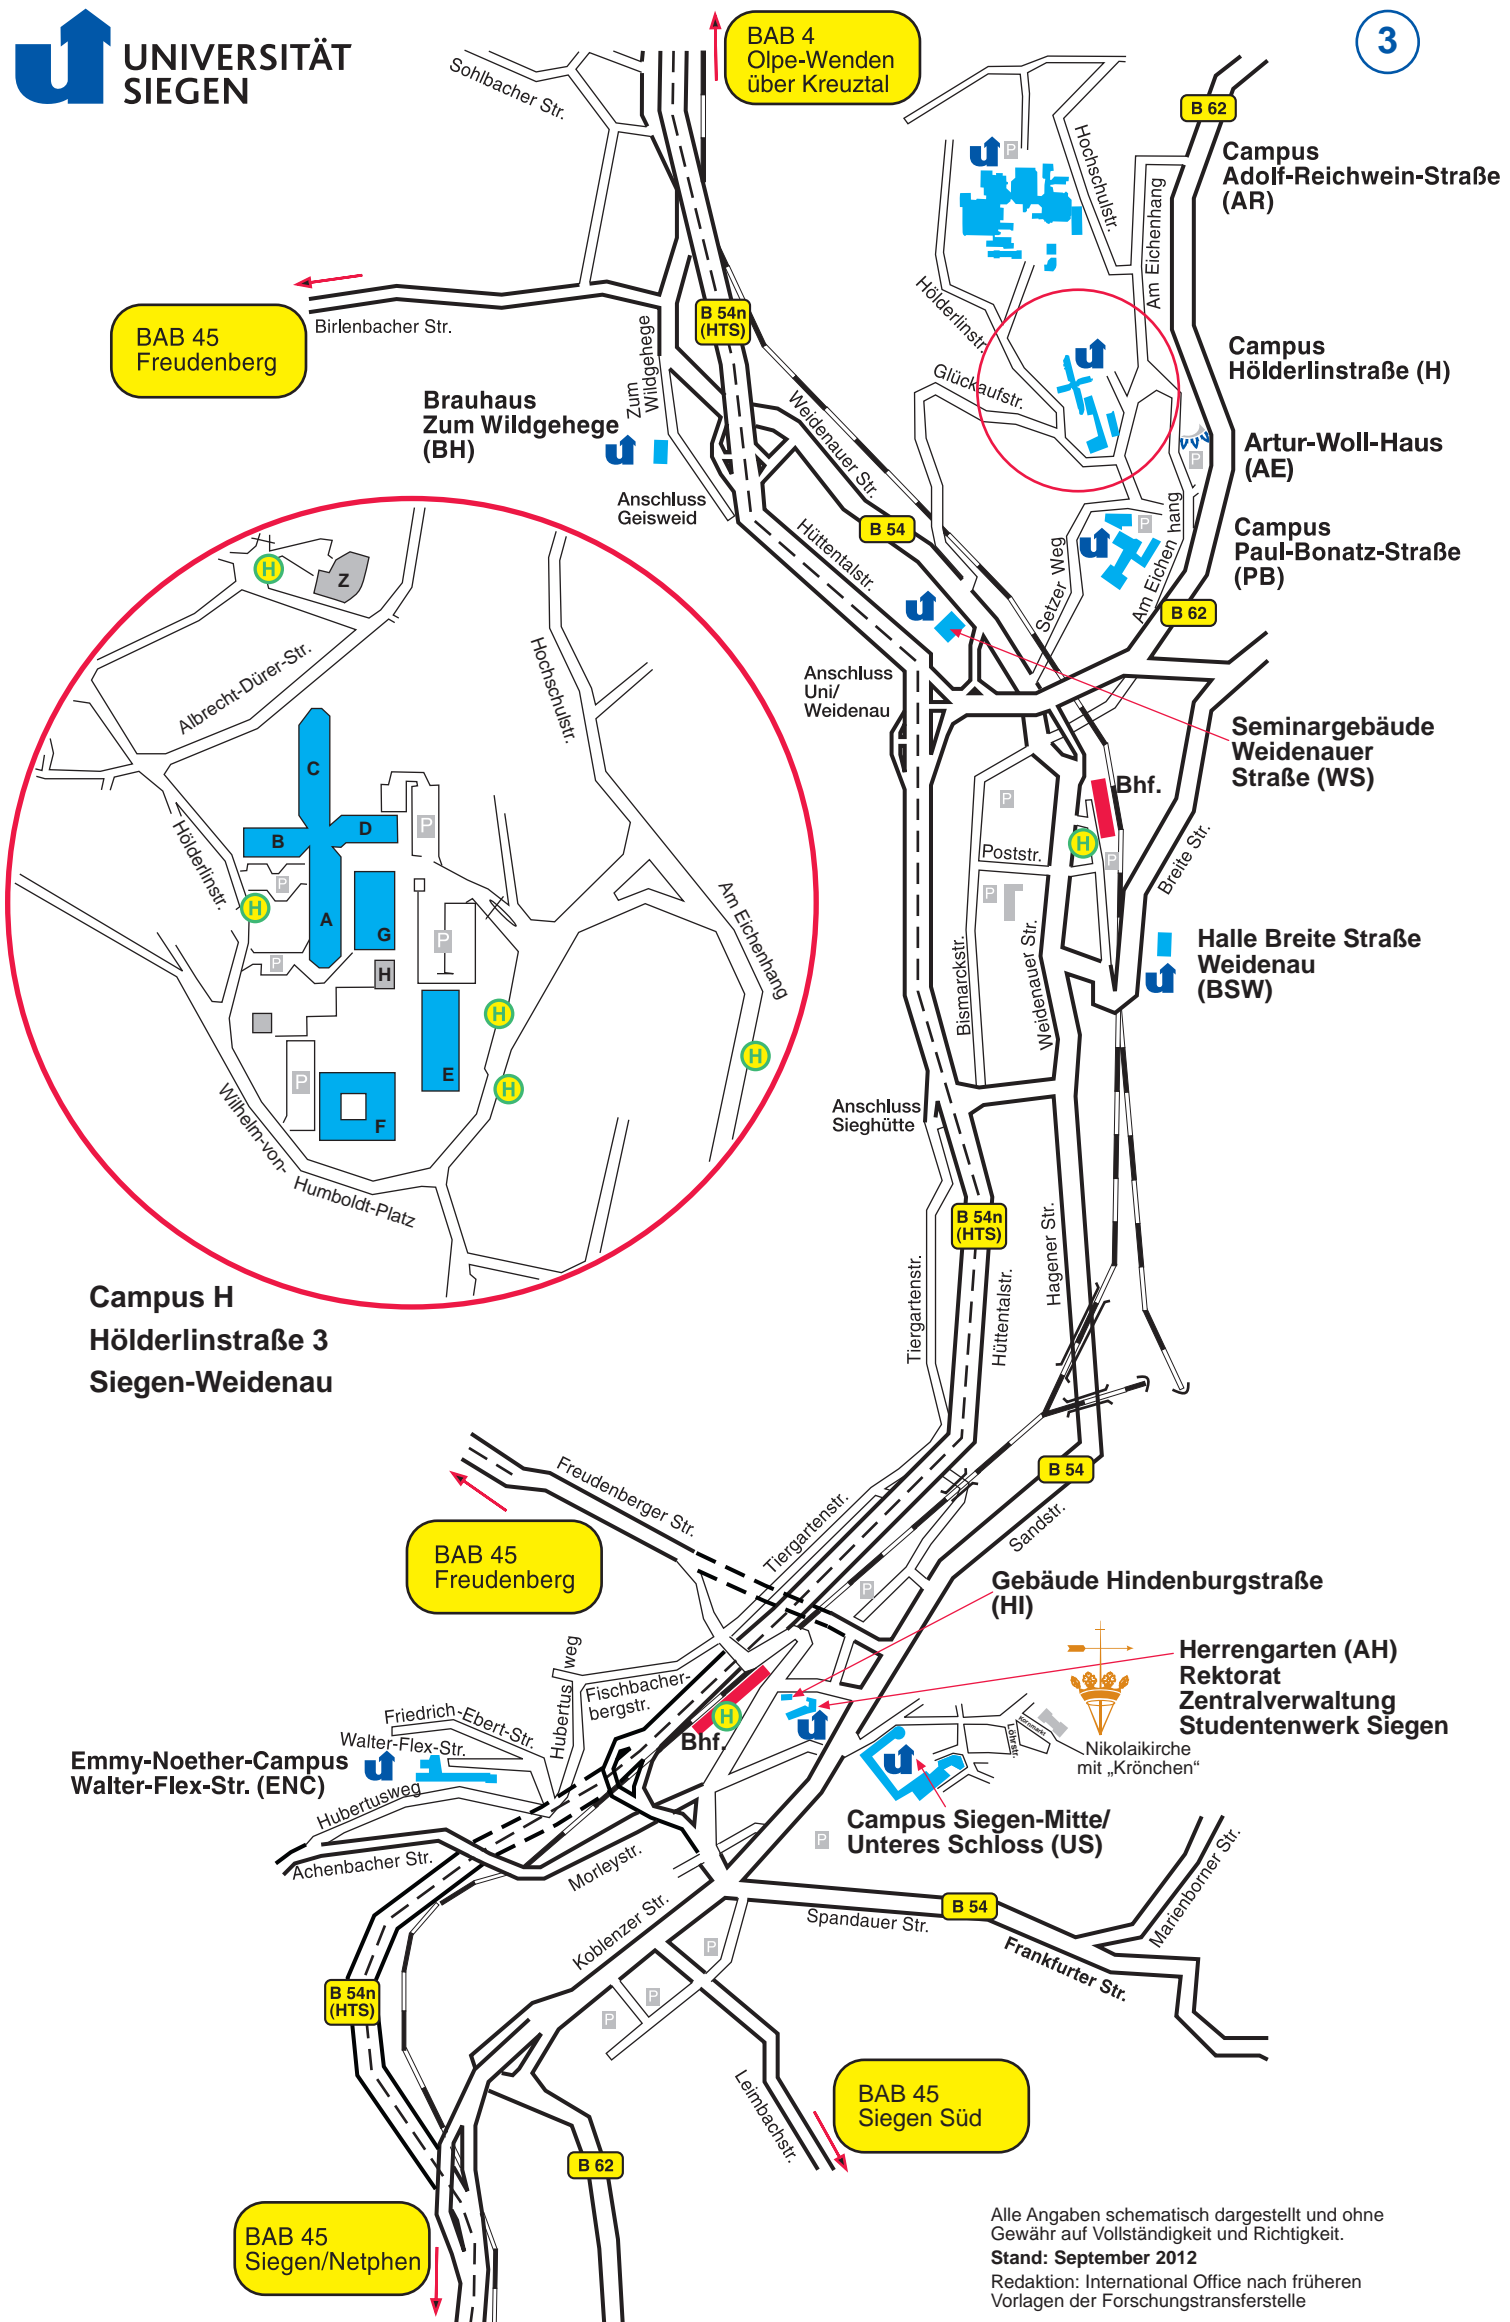 UNIVERSITÄT
SIEGEN
3
BAB 4
Olpe-Wenden
über Kreuztal
Sohlbacher Str.
B 62
Campus
Adolf-Reichwein-Straße
(AR)
P
Hochschulstr.
Am Eichenhang
Hölderlinstr.
BAB 45
Freudenberg
Birlenbacher Str.
B 54n
(HTS)
Zum
Wildgehege
Brauhaus
Zum Wildgehege
(BH)
Glückaufstr.
Weidenauer Str.
Campus
Hölderlinstraße (H)
Artur-Woll-Haus
(AE)
P
Anschluss
Geisweid
B 54
Hüttentalstr.
Setzer Weg
P
Am Eichen hang
Campus
Paul-Bonatz-Straße
(PB)
B 62
Anschluss
Uni/
Weidenau
Seminargebäude
Weidenauer
Straße (WS)
Bhf.
P
H
P
Poststr.
P
Breite Str.
Bismarckstr.
Weidenauer Str.
Halle Breite Straße
Weidenau
(BSW)
H
Z
Albrecht-Dürer-Str.
Hochschulstr.
C
B
D
P
Hölderlinstr.
P
H
A
G
P
P
H
Am Eichenhang
H
H
H
E
P
F
Wilhelm-von-
Humboldt-Platz
Campus H
Hölderlinstraße 3
Siegen-Weidenau
Anschluss
Sieghütte
B 54n
(HTS)
Tiergartenstr.
Hüttentalstr.
Hagener Str.
B 54
Sandstr.
Freudenberger Str.
BAB 45
Freudenberg
Tiergartenstr.
P
Gebäude Hindenburgstraße
(HI)
Herrengarten (AH)
Rektorat
Zentralverwaltung
Studentenwerk Siegen
Hubertus weg
Fischbacher-
bergstr.
Friedrich-Ebert-Str.
Walter-Flex-Str.
Emmy-Noether-Campus
Walter-Flex-Str. (ENC)
Hubertusweg
H
Bhf.
Löhrstr.
Kornmarkt
Nikolaikirche
mit „Krönchen“
Campus Siegen-Mitte/
Unteres Schloss (US)
P
Achenbacher Str.
Morleystr.
Koblenzer Str.
Spandauer Str.
B 54
Frankfurter Str.
Marienborner Str.
P
P
P
B 54n
(HTS)
Leimbachstr.
BAB 45
Siegen Süd
B 62
BAB 45
Siegen/Netphen
Alle Angaben schematisch dargestellt und ohne
Gewähr auf Vollständigkeit und Richtigkeit.
Stand: September 2012
Redaktion: International Office nach früheren
Vorlagen der Forschungstransferstelle